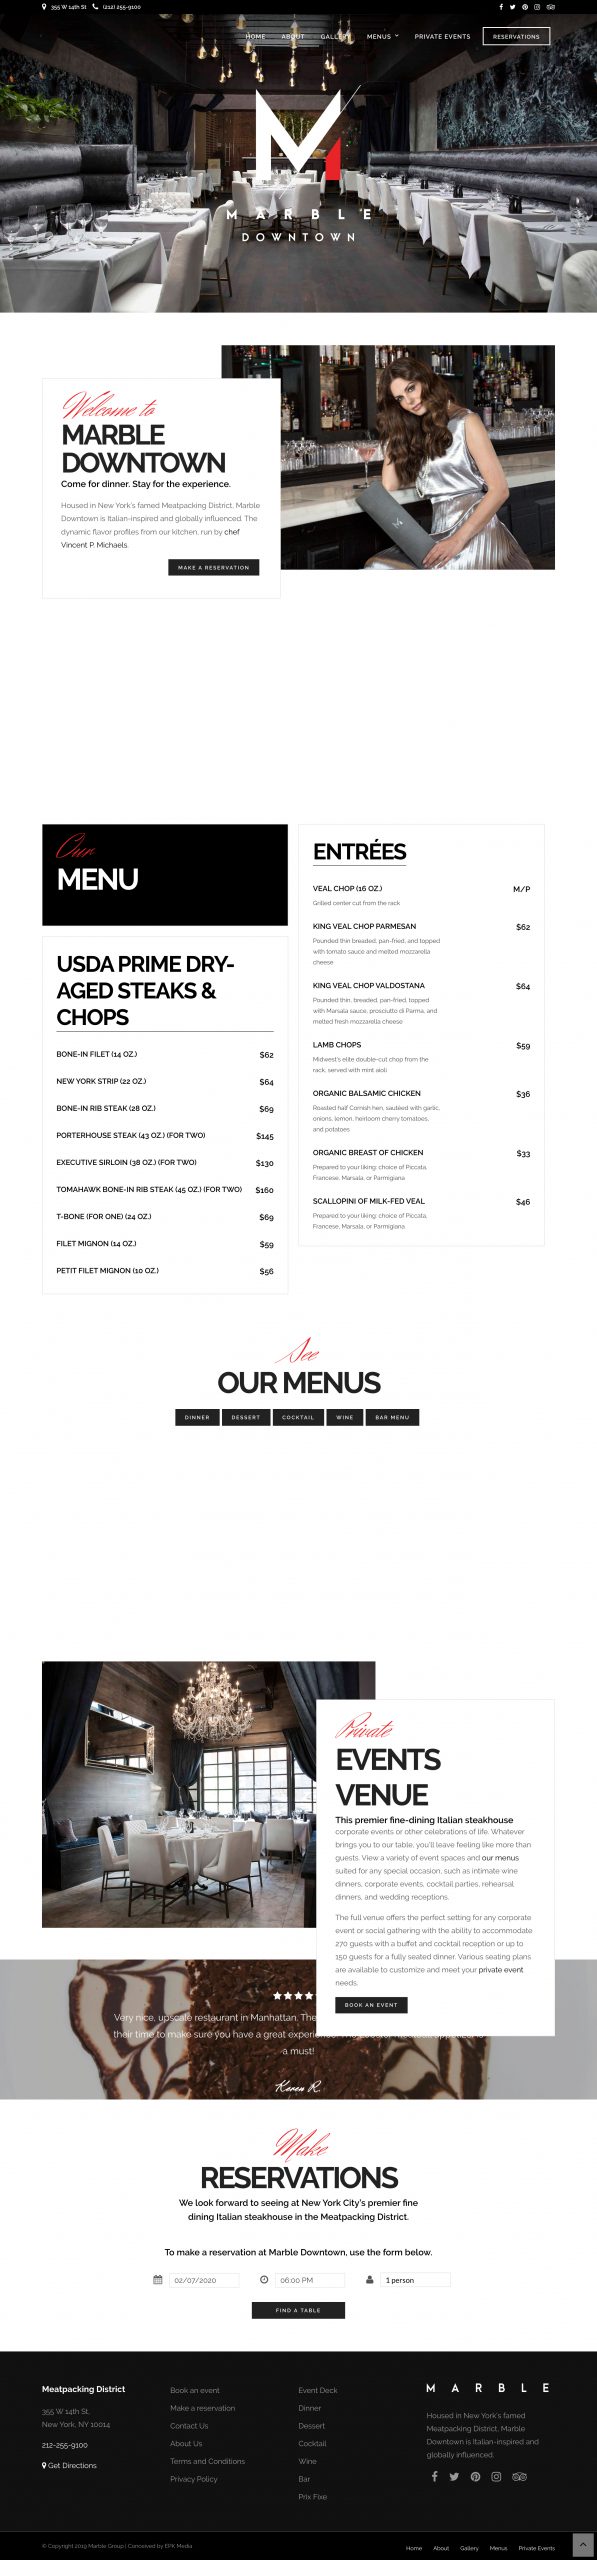 355 W 14th St (212) 255-9100
HOME ABOUT GALLERY MENUS PRIVATE EVENTS RESERVATIONS
M
MARBLE
DOWNTOWN
Welcome to
MARBLE
DOWNTOWN
Come for dinner. Stay for the experience.
Housed in New York's famed Meatpacking District, Marble
Downtown is Italian-inspired and globally influenced. The
dynamic flavor profiles from our kitchen, run by chef
Vincent P. Michaels.
MAKE A RESERVATION
Our
MENU
USDA PRIME DRY-
AGED STEAKS &
CHOPS
BONE-IN FILET (14 OZ.) $62
NEW YORK STRIP (22 OZ.) $64
BONE-IN RIB STEAK (28 OZ.) $69
PORTERHOUSE STEAK (43 OZ.) (FOR TWO) $145
EXECUTIVE SIRLOIN (38 OZ.) (FOR TWO) $130
TOMAHAWK BONE-IN RIB STEAK (45 OZ.) (FOR TWO) $160
T-BONE (FOR ONE) (24 OZ.) $69
FILET MIGNON (14 OZ.) $59
PETIT FILET MIGNON (10 OZ.) $56
ENTRÉES
VEAL CHOP (16 OZ.) M/P
Grilled center cut from the rack
KING VEAL CHOP PARMESAN $62
Pounded thin breaded, pan-fried, and topped
with tomato sauce and melted mozzarella
cheese
KING VEAL CHOP VALDOSTANA $64
Pounded thin, breaded, pan-fried, topped
with Marsala sauce, prosciutto di Parma, and
melted fresh mozzarella cheese
LAMB CHOPS $59
Midwest's elite double-cut chop from the
rack; served with mint aioli
ORGANIC BALSAMIC CHICKEN $36
Roasted half Cornish hen, sautéed with garlic,
onions, lemon, heirloom cherry tomatoes,
and potatoes
ORGANIC BREAST OF CHICKEN $33
Prepared to your liking: choice of Piccata,
Francese, Marsala, or Parmigiana
SCALLOPINI OF MILK-FED VEAL $46
Prepared to your liking: choice of Piccata,
Francese, Marsala, or Parmigiana
See
OUR MENUS
DINNER DESSERT COCKTAIL WINE BAR MENU
Private
EVENTS
VENUE
This premier fine-dining Italian steakhouse
corporate events or other celebrations of life. Whatever
brings you to our table, you'll leave feeling like more than
guests. View a variety of event spaces and our menus
suited for any special occasion, such as intimate wine
dinners, corporate events, cocktail parties, rehearsal
dinners, and wedding receptions.
The full venue offers the perfect setting for any corporate
event or social gathering with the ability to accommodate
270 guests with a buffet and cocktail reception or up to
150 guests for a fully seated dinner. Various seating plans
are available to customize and meet your private event
needs.
BOOK AN EVENT
Very nice, upscale restaurant in Manhattan. The
their time to make sure you have a great experience.
a must!
Karen R.
Make
RESERVATIONS
We look forward to seeing at New York City's premier fine
dining Italian steakhouse in the Meatpacking District.
To make a reservation at Marble Downtown, use the form below.
02/07/2020 06:00 PM 1 person
FIND A TABLE
Meatpacking District
355 W 14th St.
New York, NY 10014
212-255-9100
Get Directions
Book an event
Make a reservation
Contact Us
About Us
Terms and Conditions
Privacy Policy
Event Deck
Dinner
Dessert
Cocktail
Wine
Bar
Prix Fixe
MARBLE
Housed in New York's famed
Meatpacking District, Marble
Downtown is Italian-inspired and
globally influenced.
© Copyright 2019 Marble Group | Conceived by EPK Media
Home About Gallery Menus Private Events